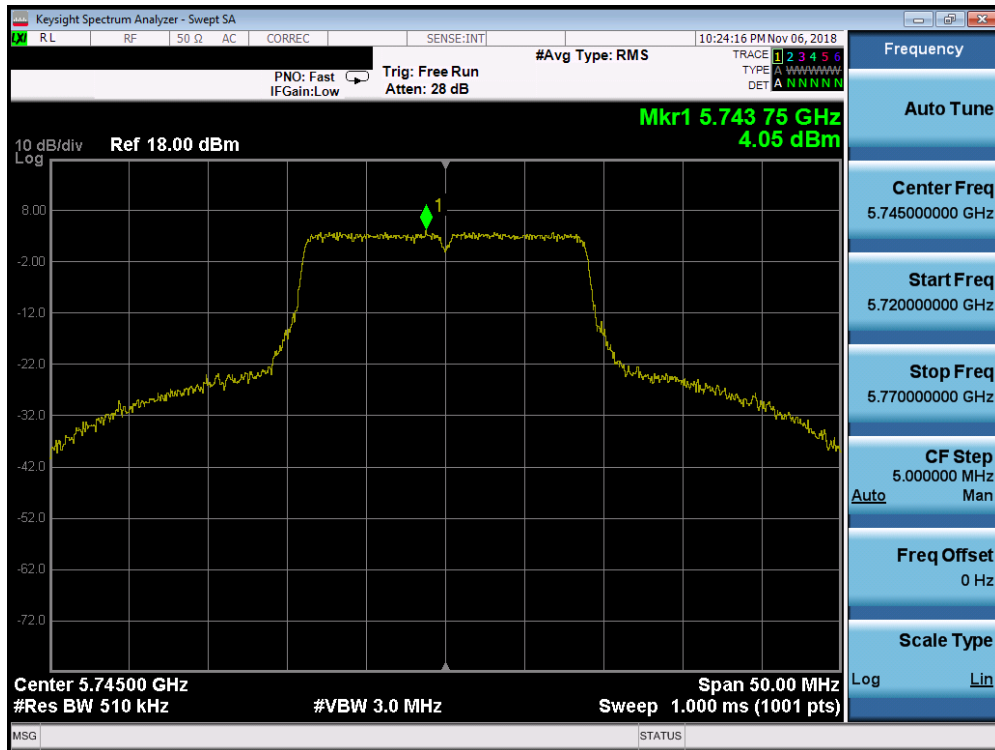 Keysight Spectrum Analyzer - Swept SA
LXI RL RF 50 Ω AC CORREC SENSE:INT 10:24:16 PM Nov 06, 2018
#Avg Type: RMS
TRACE 1 2 3 4 5 6
TYPE A WWWWWW
DET A N N N N N
PNO: Fast
IFGain:Low
Trig: Free Run
Atten: 28 dB
Mkr1 5.743 75 GHz
4.05 dBm
10 dB/div Ref 18.00 dBm
Log
1
8.00
-2.00
-12.0
-22.0
-32.0
-42.0
-52.0
-62.0
-72.0
Center 5.74500 GHz
Span 50.00 MHz
#Res BW 510 kHz
#VBW 3.0 MHz
Sweep 1.000 ms (1001 pts)
MSG
STATUS
Frequency
Auto Tune
Center Freq
5.745000000 GHz
Start Freq
5.720000000 GHz
Stop Freq
5.770000000 GHz
CF Step
5.000000 MHz
Auto Man
Freq Offset
0 Hz
Scale Type
Log Lin